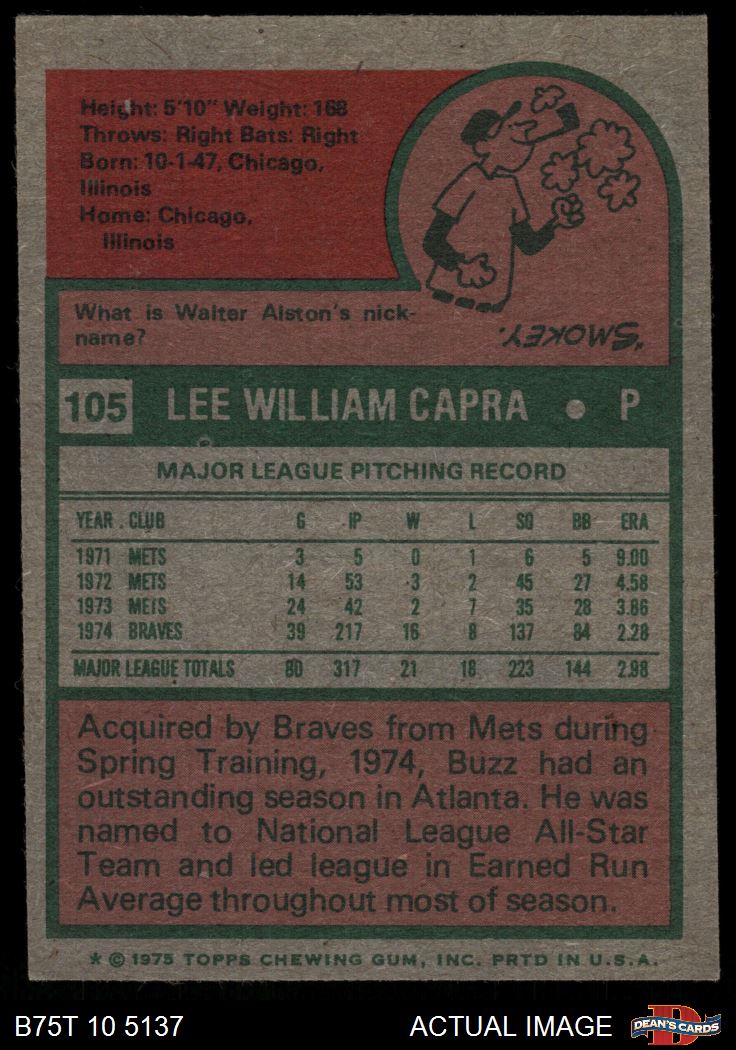 Height: 5'10" Weight: 168
Throws: Right Bats: Right
Born: 10-1-47, Chicago,
Illinois
Home: Chicago,
Illinois
What is Walter Alston's nick-
name?
"SMOKEY.
105 LEE WILLIAM CAPRA • P
MAJOR LEAGUE PITCHING RECORD
YEAR CLUB G IP W L SO BB ERA
1971 METS 3 5 0 1 6 5 9.00
1972 METS 14 53 3 2 45 27 4.58
1973 METS 24 42 2 7 35 28 3.86
1974 BRAVES 39 217 16 8 137 84 2.28
MAJOR LEAGUE TOTALS 80 317 21 18 223 144 2.98
Acquired by Braves from Mets during
Spring Training, 1974, Buzz had an
outstanding season in Atlanta. He was
named to National League All-Star
Team and led league in Earned Run
Average throughout most of season.
* © 1975 TOPPS CHEWING GUM, INC. PRTD IN U.S.A.
B75T 10 5137 ACTUAL IMAGE DEAN'S CARDS